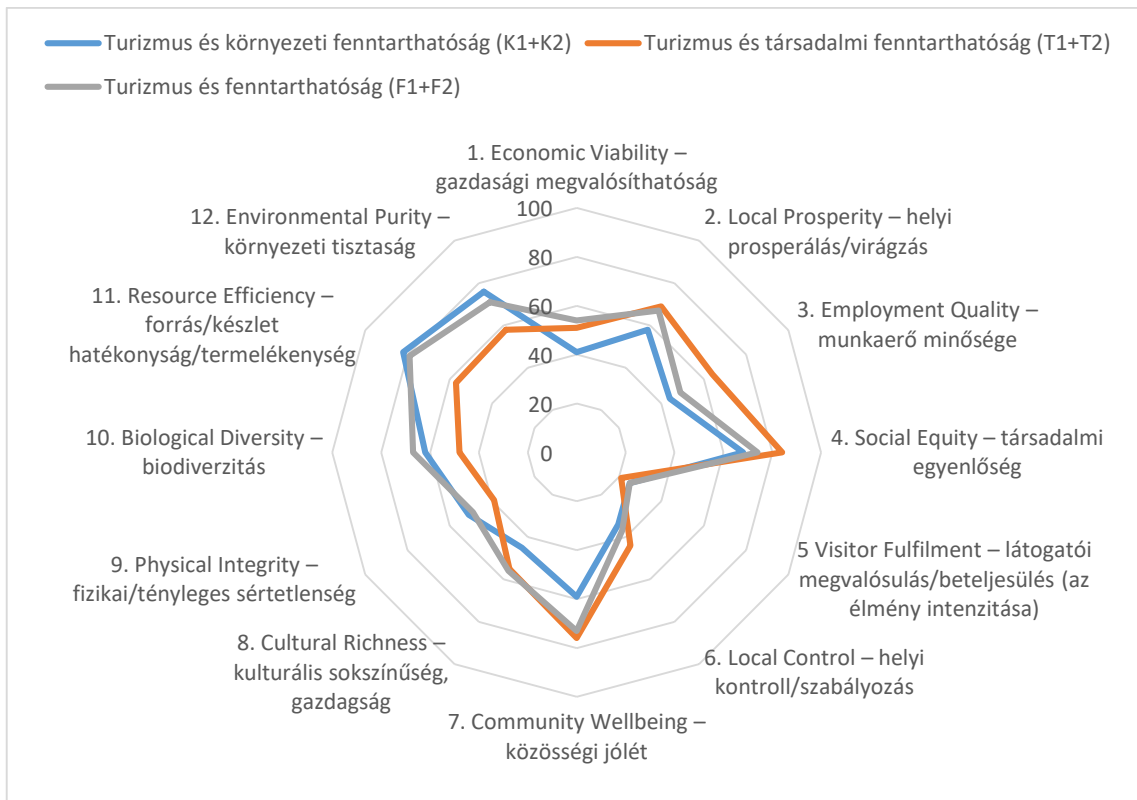 Turizmus és környezeti fenntarthatóság (K1+K2)
Turizmus és társadalmi fenntarthatóság (T1+T2)
Turizmus és fenntarthatóság (F1+F2)
1. Economic Viability –
gazdasági megvalósíthatóság
2. Local Prosperity – helyi
prosperálás/virágzás
3. Employment Quality –
munkaerő minősége
4. Social Equity – társadalmi
egyenlőség
5 Visitor Fulfilment – látogatói
megvalósulás/beteljesülés (az
élmény intenzitása)
6. Local Control – helyi
kontroll/szabályozás
7. Community Wellbeing –
közösségi jólét
8. Cultural Richness –
kulturális sokszínűség,
gazdagság
9. Physical Integrity –
fizikai/tényleges sértetlenség
10. Biological Diversity –
biodiverzitás
11. Resource Efficiency –
forrás/készlet
hatékonyság/termelékenység
12. Environmental Purity –
környezeti tisztaság
100
80
60
40
20
0